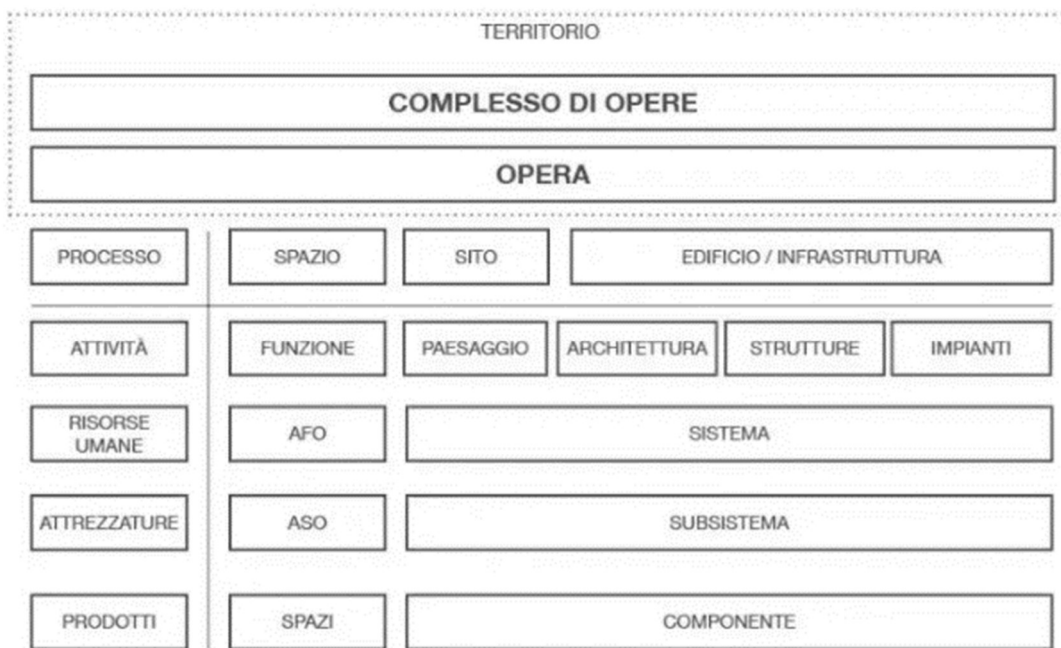 TERRITORIO
COMPLESSO DI OPERE
OPERA
PROCESSO SPAZIO SITO EDIFICIO / INFRASTRUTTURA
ATTIVITÀ FUNZIONE PAESAGGIO ARCHITETTURA STRUTTURE IMPIANTI
RISORSE
UMANE AFO SISTEMA
ATTREZZATURE ASO SUBSISTEMA
PRODOTTI SPAZI COMPONENTE